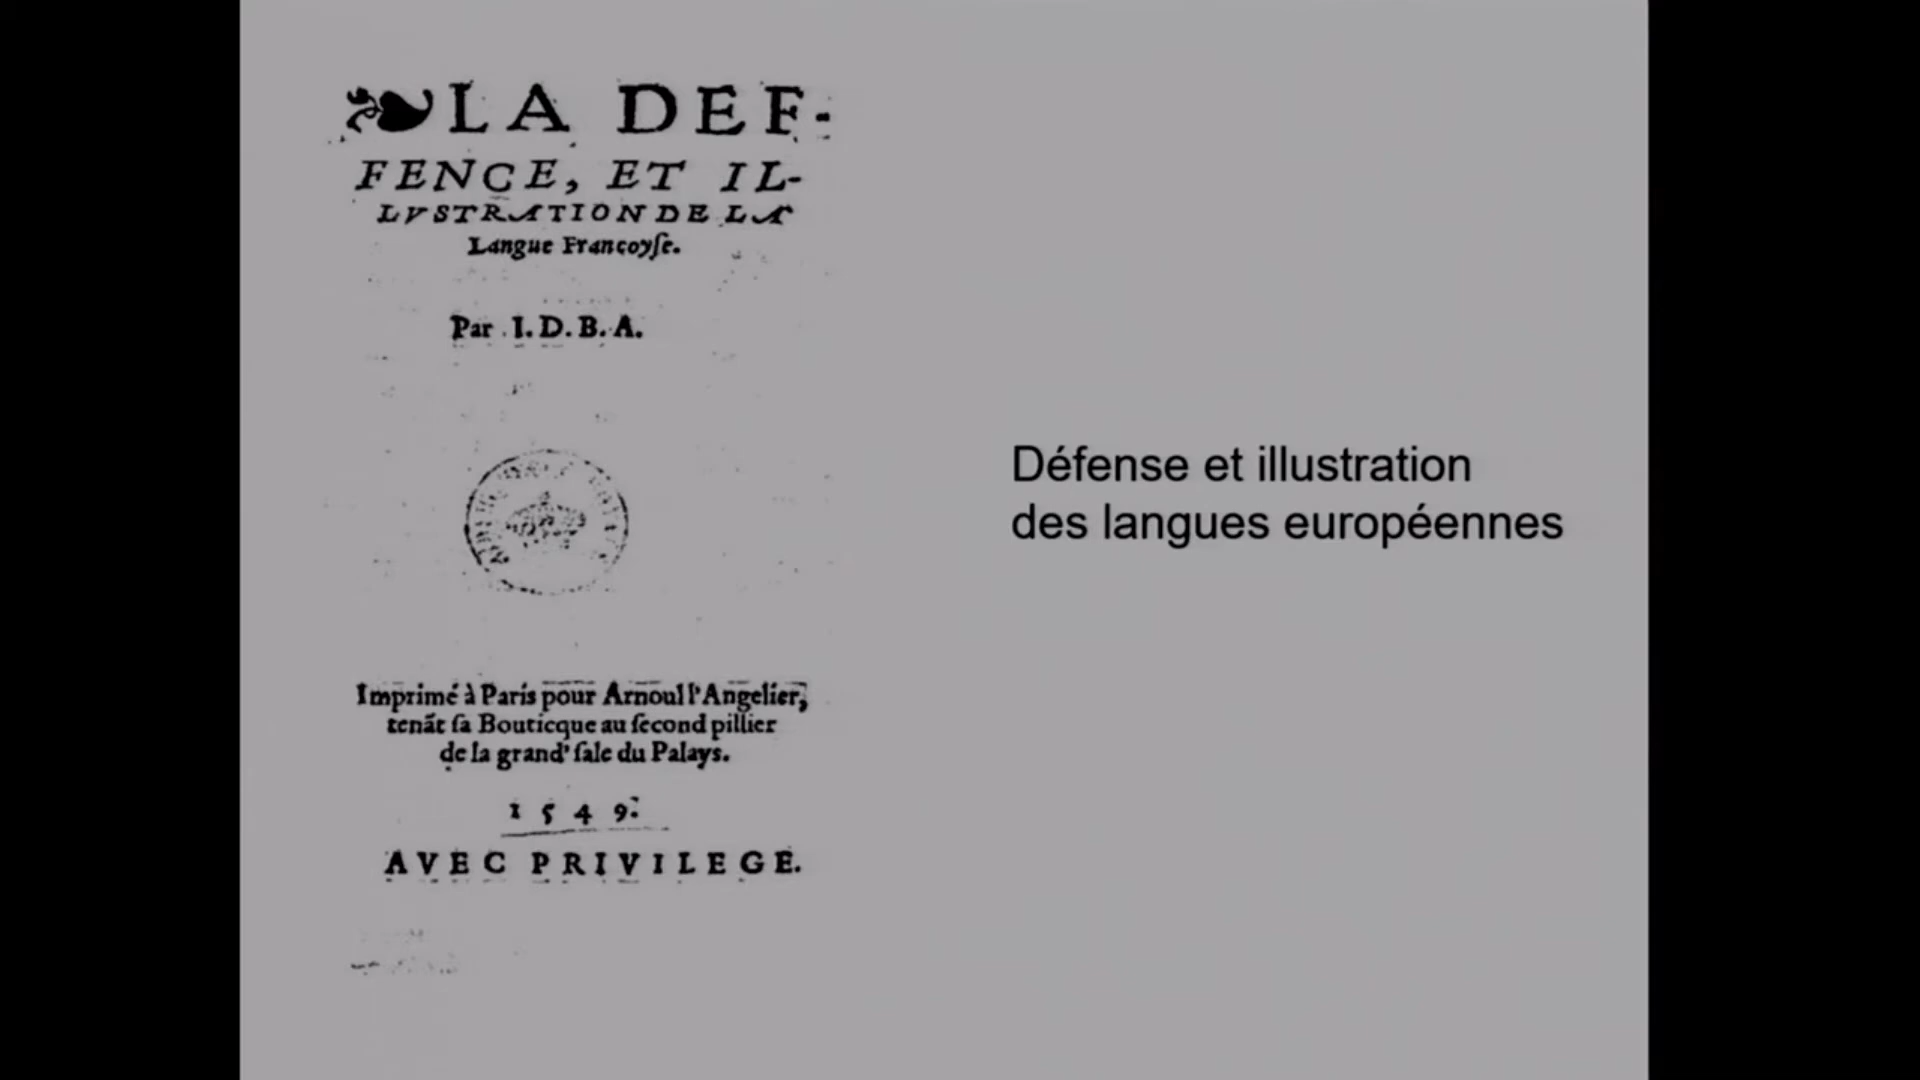 LA DEF-
FENCE, ET IL-
LVSTRATION DE LA
Langue Francoyſe.
Par I. D. B. A.
Imprimé à Paris pour Arnoul l'Angelier,
tenāt ſa Bouticque au ſecond pillier
de la grand' ſale du Palays.
1549.
AVEC PRIVILEGE.
Défense et illustration
des langues européennes